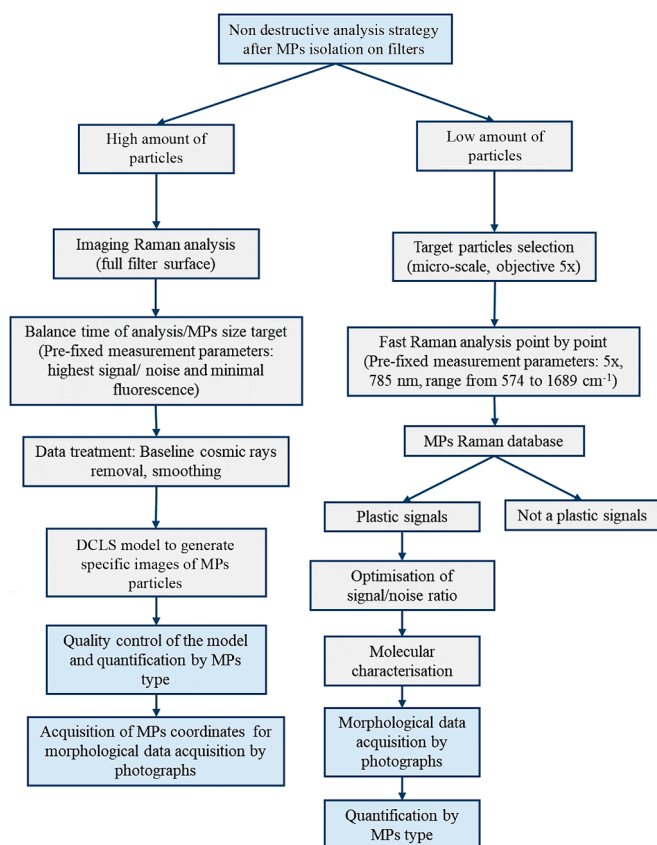 Non destructive analysis strategy
after MPs isolation on filters
High amount of
particles
Low amount of
particles
Imaging Raman analysis
(full filter surface)
Target particles selection
(micro-scale, objective 5x)
Balance time of analysis/MPs size target
(Pre-fixed measurement parameters:
highest signal/ noise and minimal
fluorescence)
Fast Raman analysis point by point
(Pre-fixed measurement parameters: 5x,
785 nm, range from 574 to 1689 cm⁻¹)
Data treatment: Baseline cosmic rays
removal, smoothing
MPs Raman database
Plastic signals
Not a plastic signals
DCLS model to generate
specific images of MPs
particles
Optimisation of
signal/noise ratio
Quality control of the model
and quantification by MPs
type
Molecular
characterisation
Acquisition of MPs coordinates for
morphological data acquisition by
photographs
Morphological data
acquisition by
photographs
Quantification by
MPs type